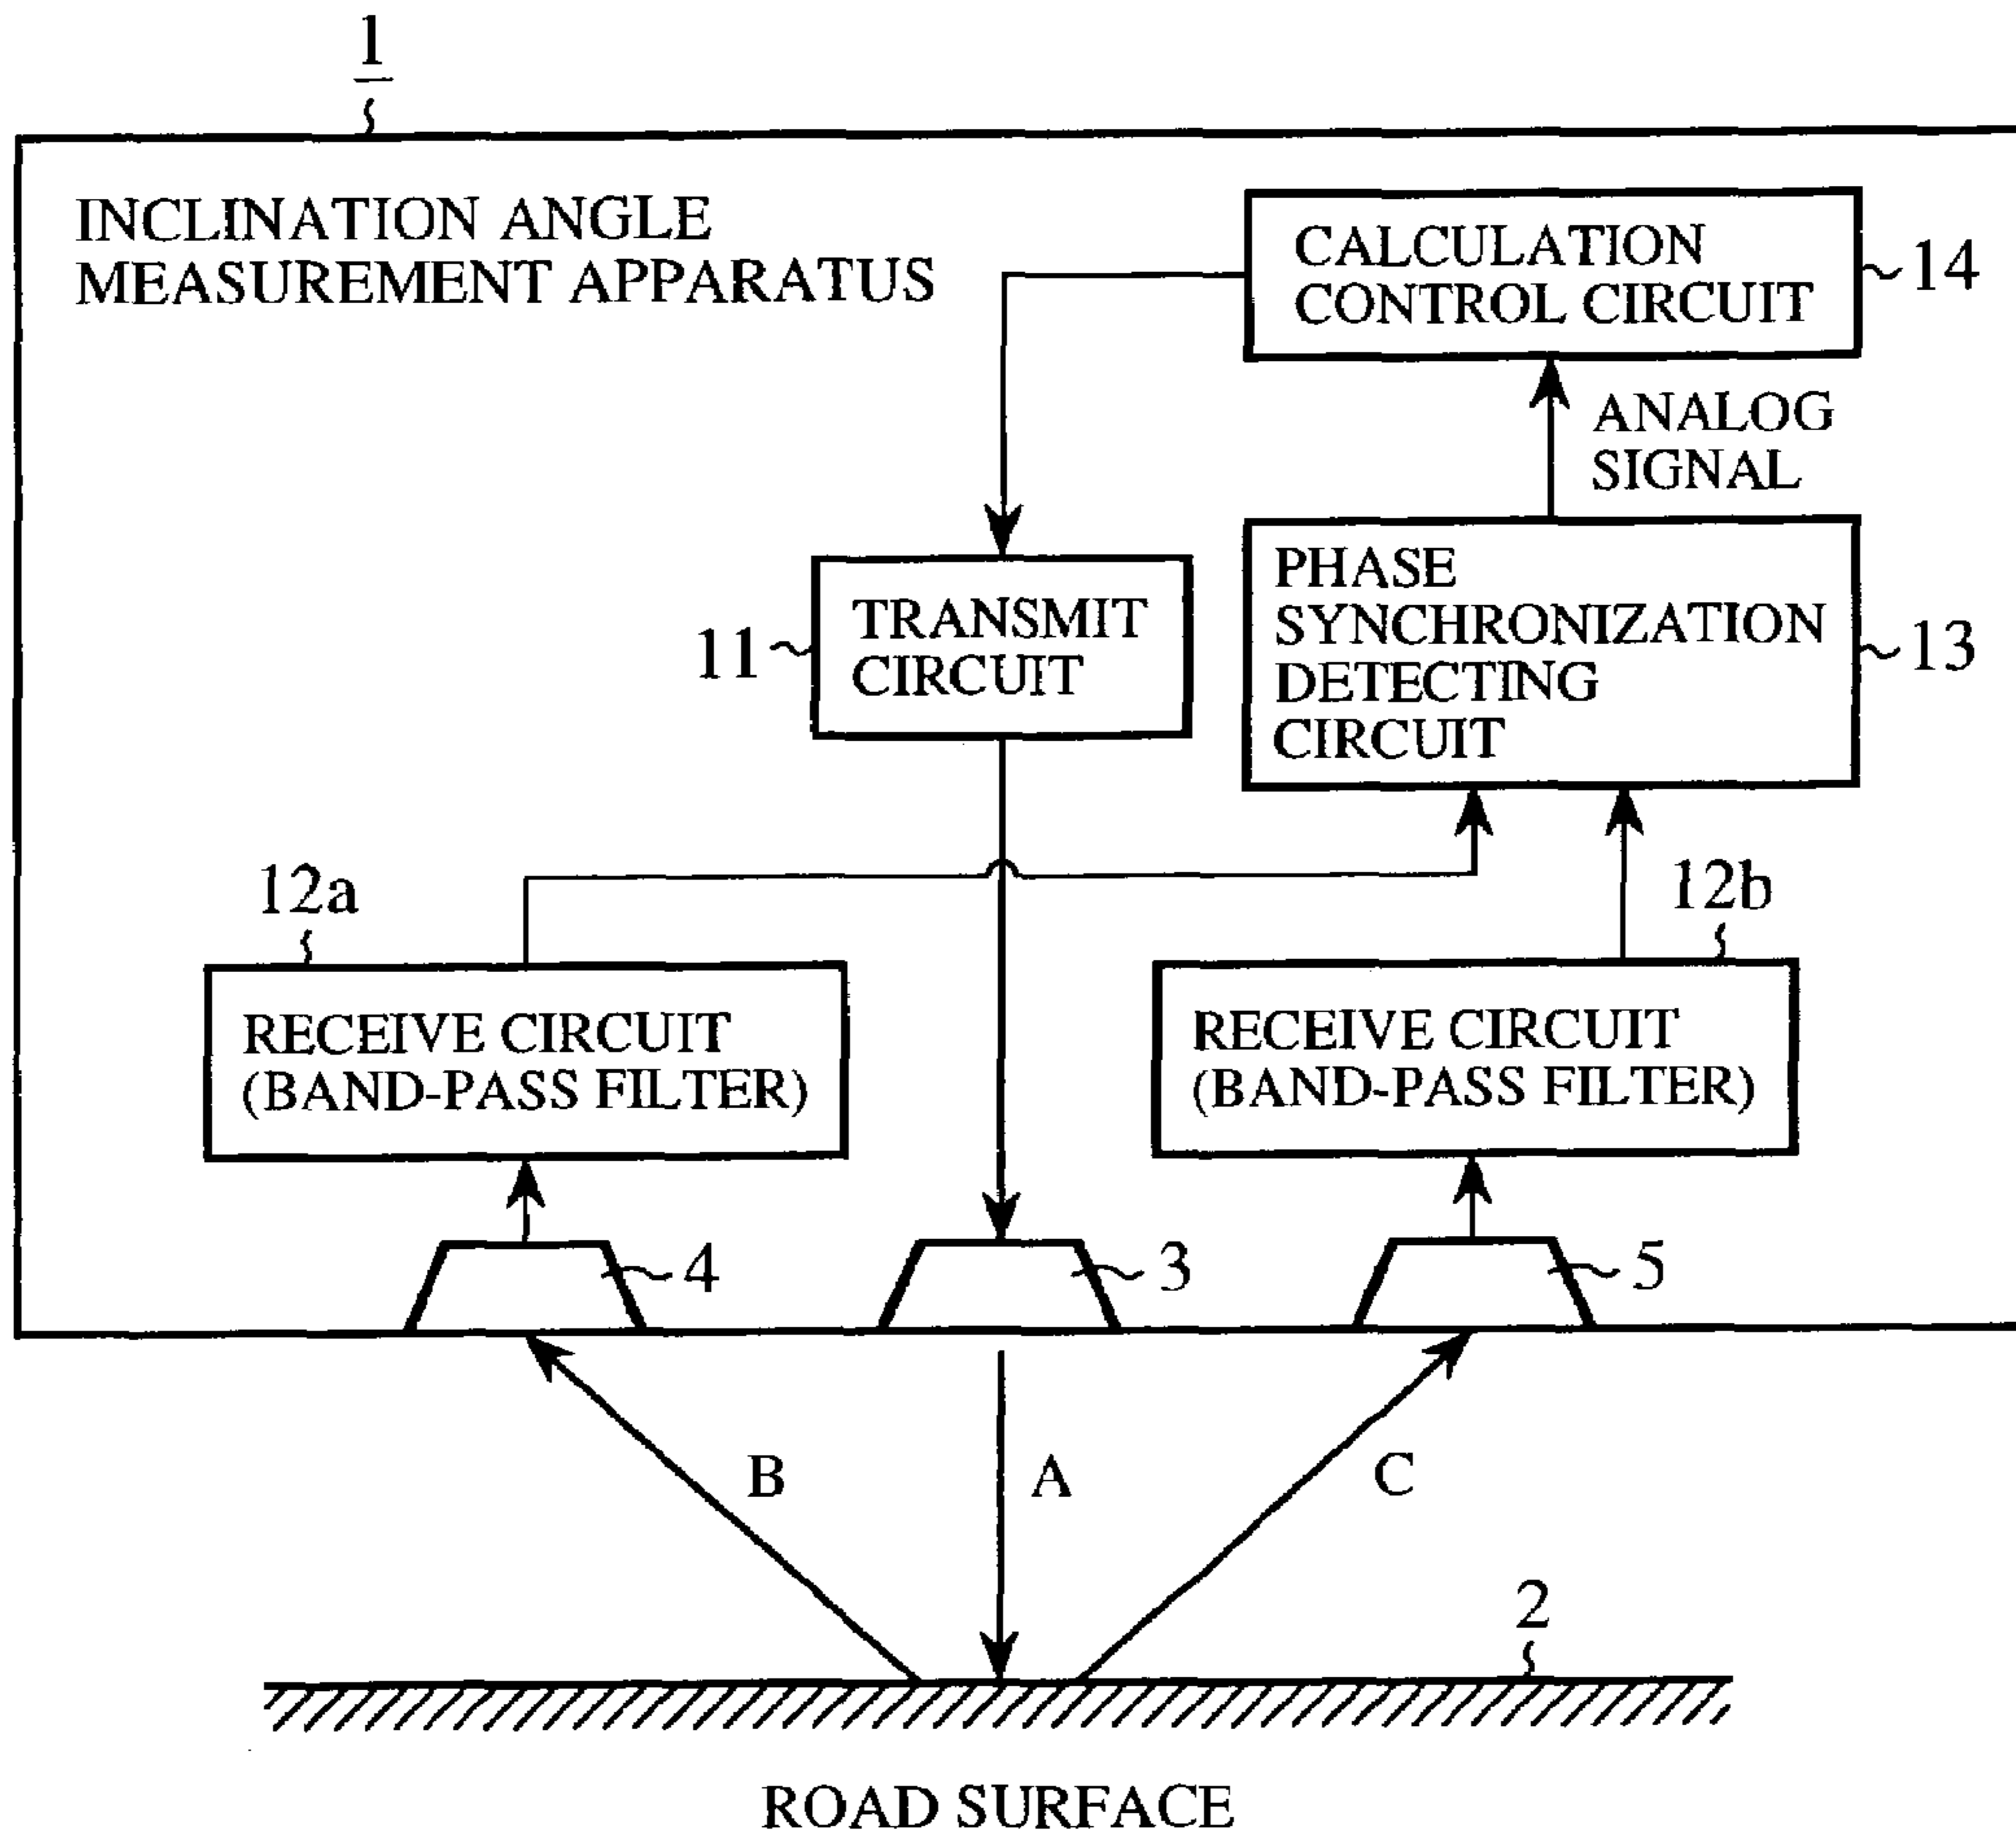 1
INCLINATION ANGLE
MEASUREMENT APPARATUS
CALCULATION
CONTROL CIRCUIT
14
ANALOG
SIGNAL
11
TRANSMIT
CIRCUIT
PHASE
SYNCHRONIZATION
DETECTING
CIRCUIT
13
12a
12b
RECEIVE CIRCUIT
(BAND-PASS FILTER)
RECEIVE CIRCUIT
(BAND-PASS FILTER)
4
3
5
B
A
C
2
ROAD SURFACE